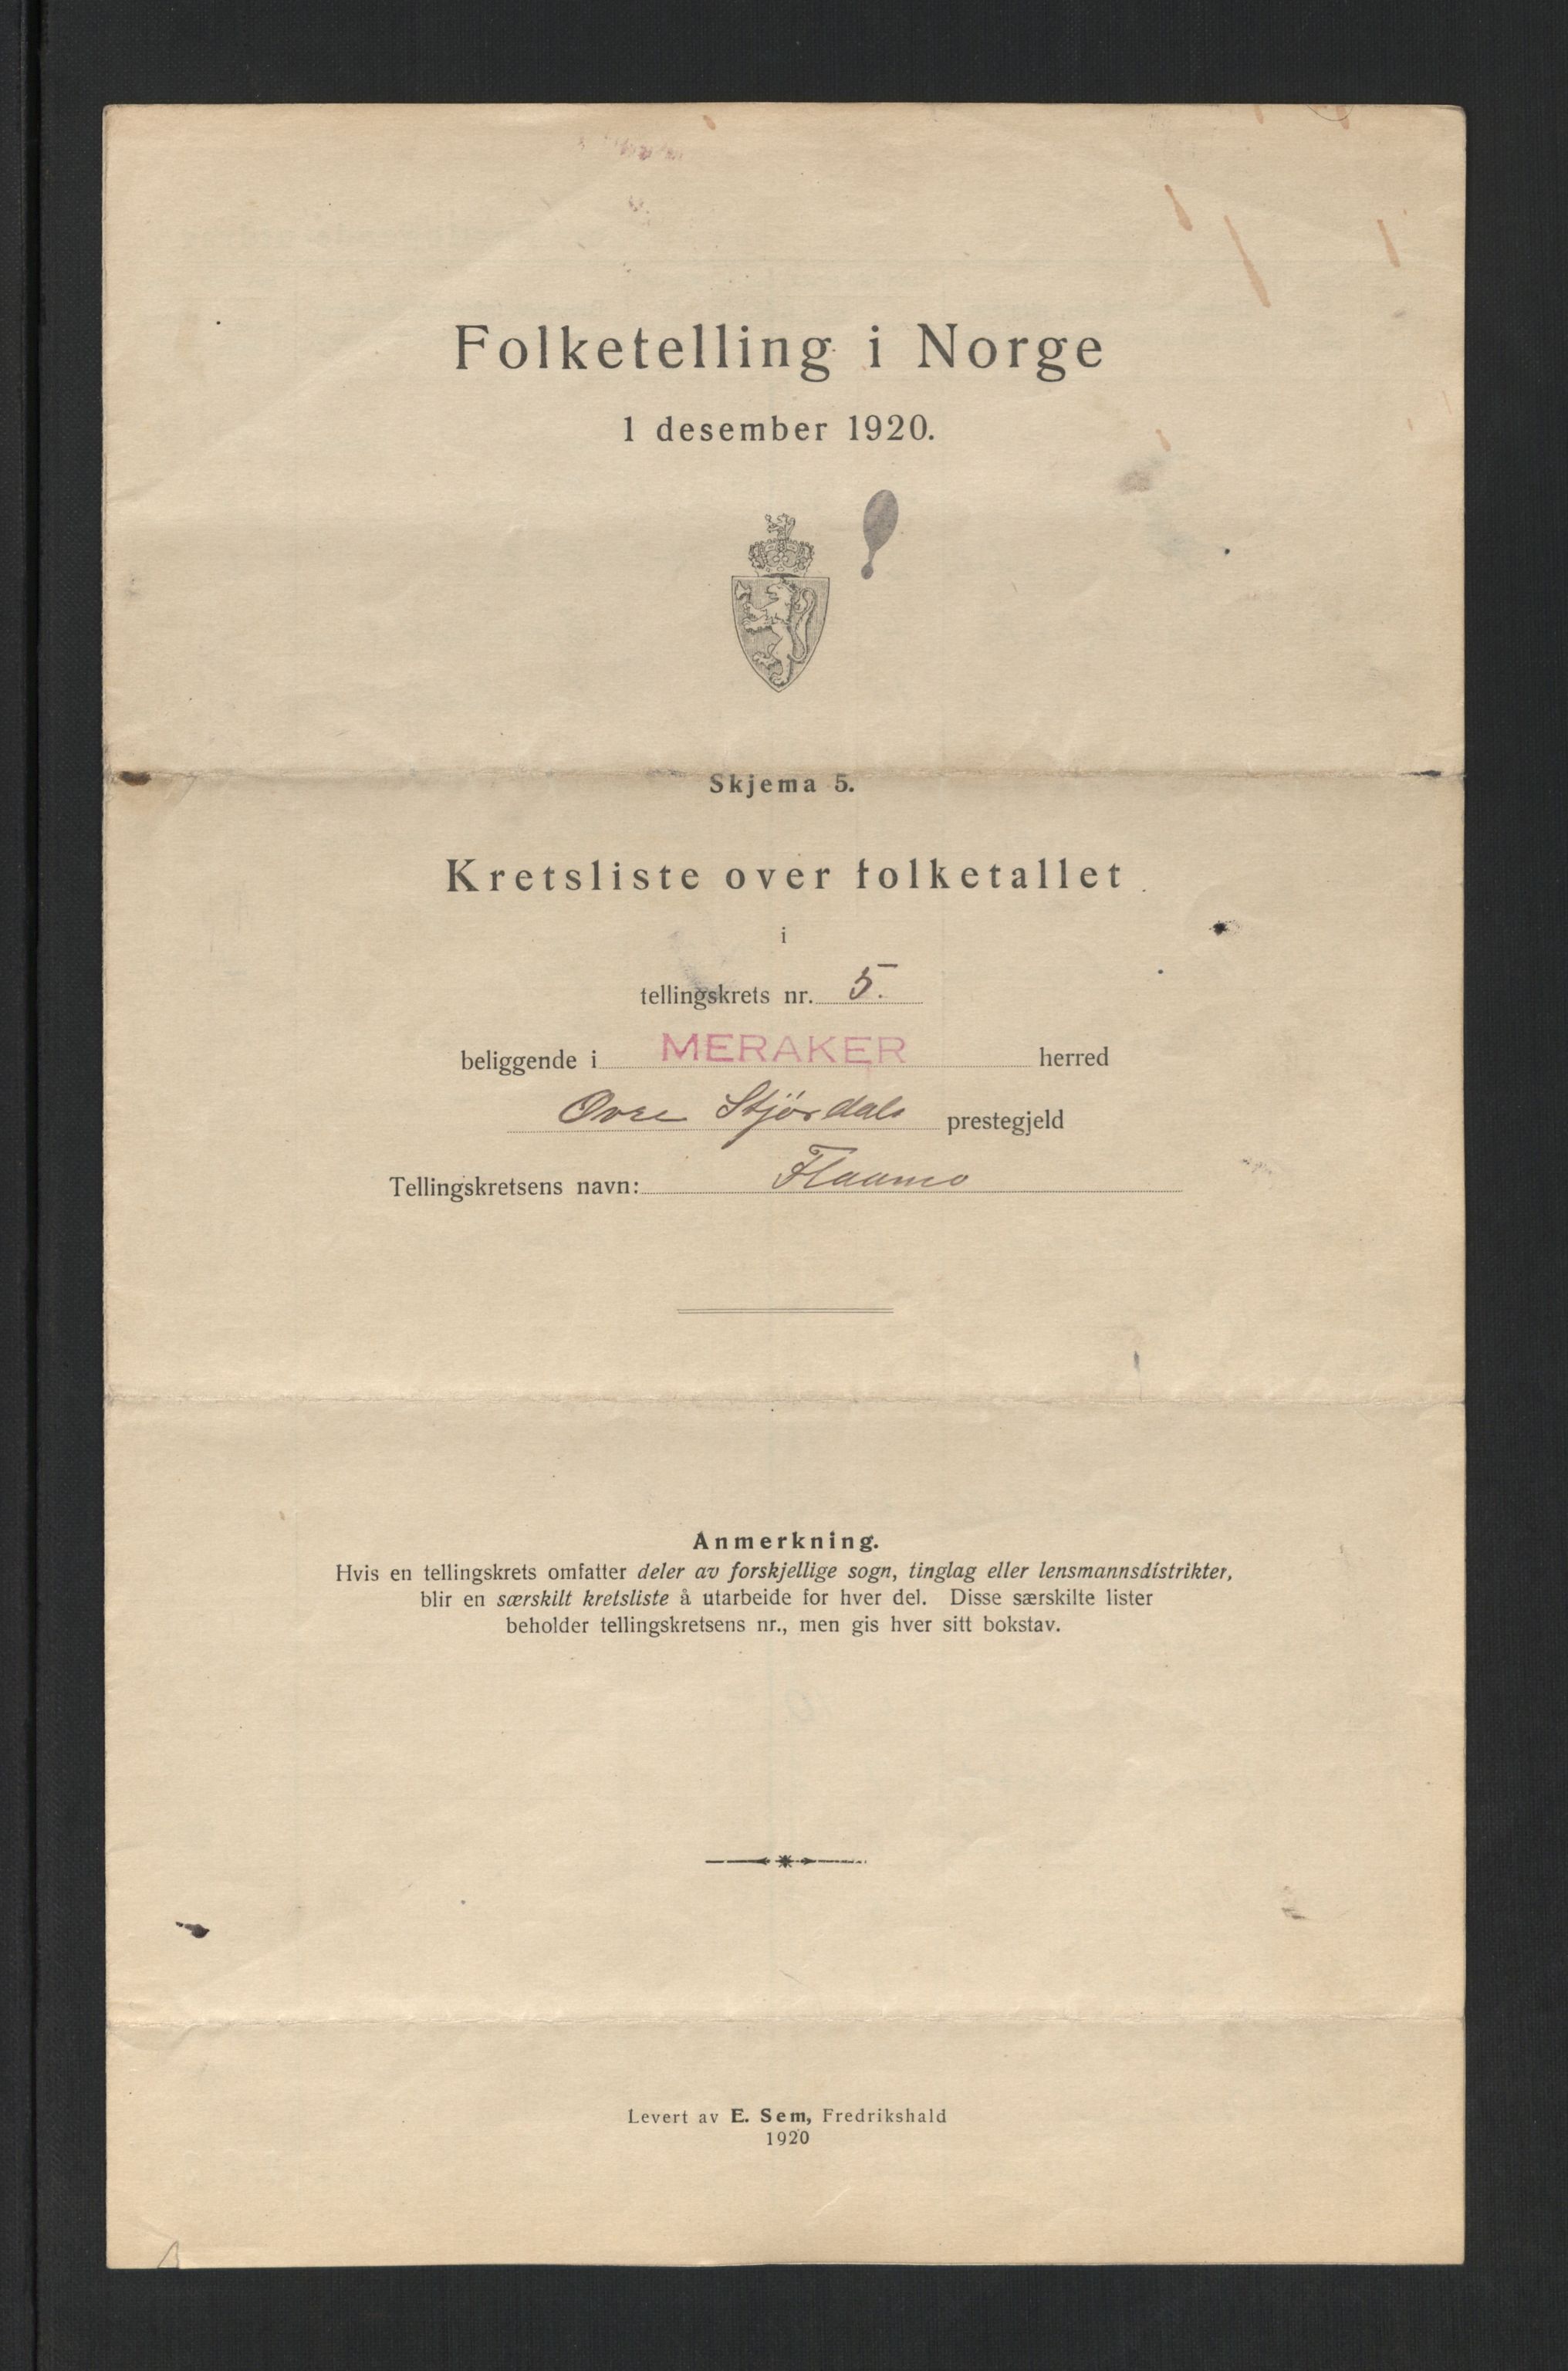 Folketelling i Norge
1 desember 1920.
Skjema 5.
Kretsliste over folketallet
i
tellingskrets nr. 5.
beliggende i MERAKER herred
Øvre Stjørdals prestegjeld
Tellingskretsens navn: Flaamo
Anmerkning.
Hvis en tellingskrets omfatter deler av forskjellige sogn, tinglag eller lensmannsdistrikter,
blir en særskilt kretsliste å utarbeide for hver del. Disse særskilte lister
beholder tellingskretsens nr., men gis hver sitt bokstav.
Levert av E. Sem, Fredrikshald
1920